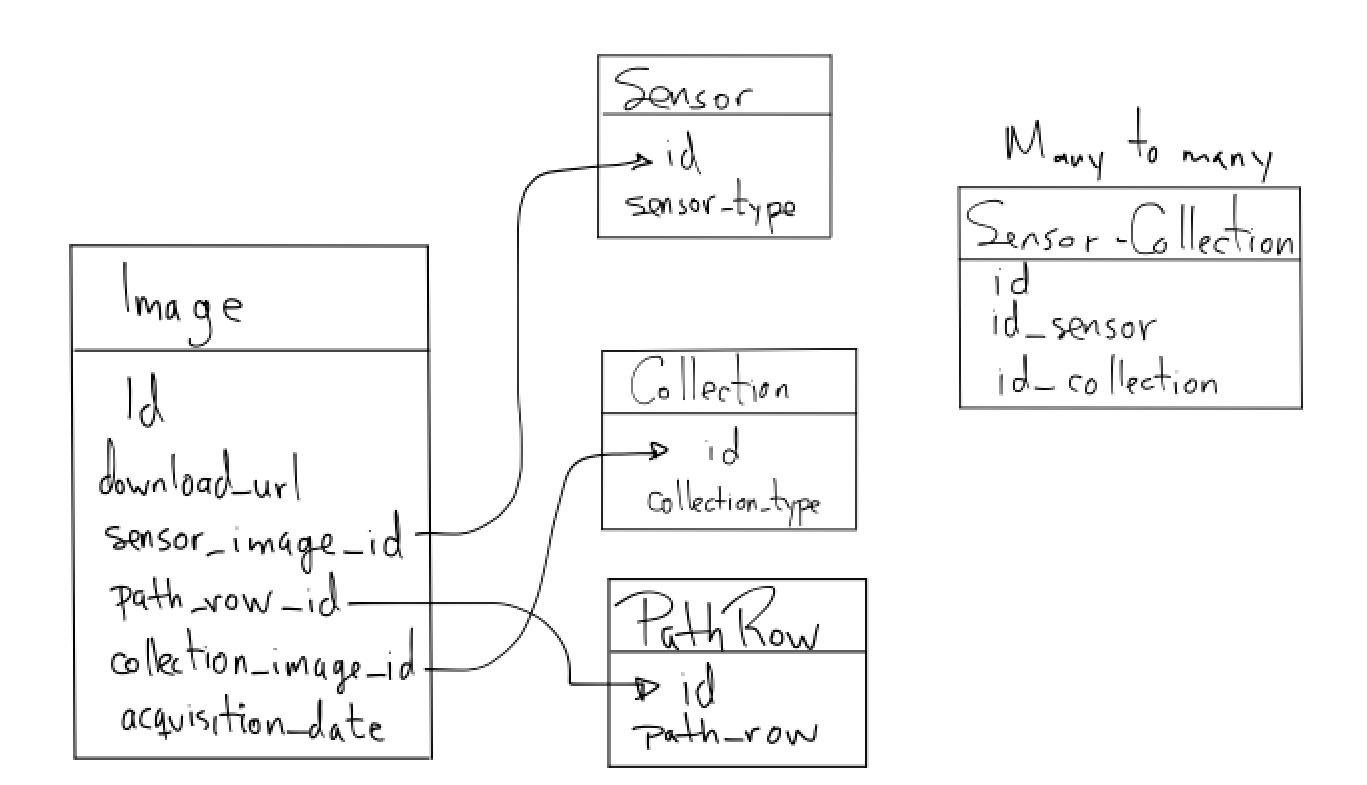 Image
Id
download_url
sensor_image_id
path_row_id
collection_image_id
acquisition_date
Sensor
id
sensor_type
Collection
id
collection_type
PathRow
id
path_row
Many to many
Sensor-Collection
id
id_sensor
id_collection